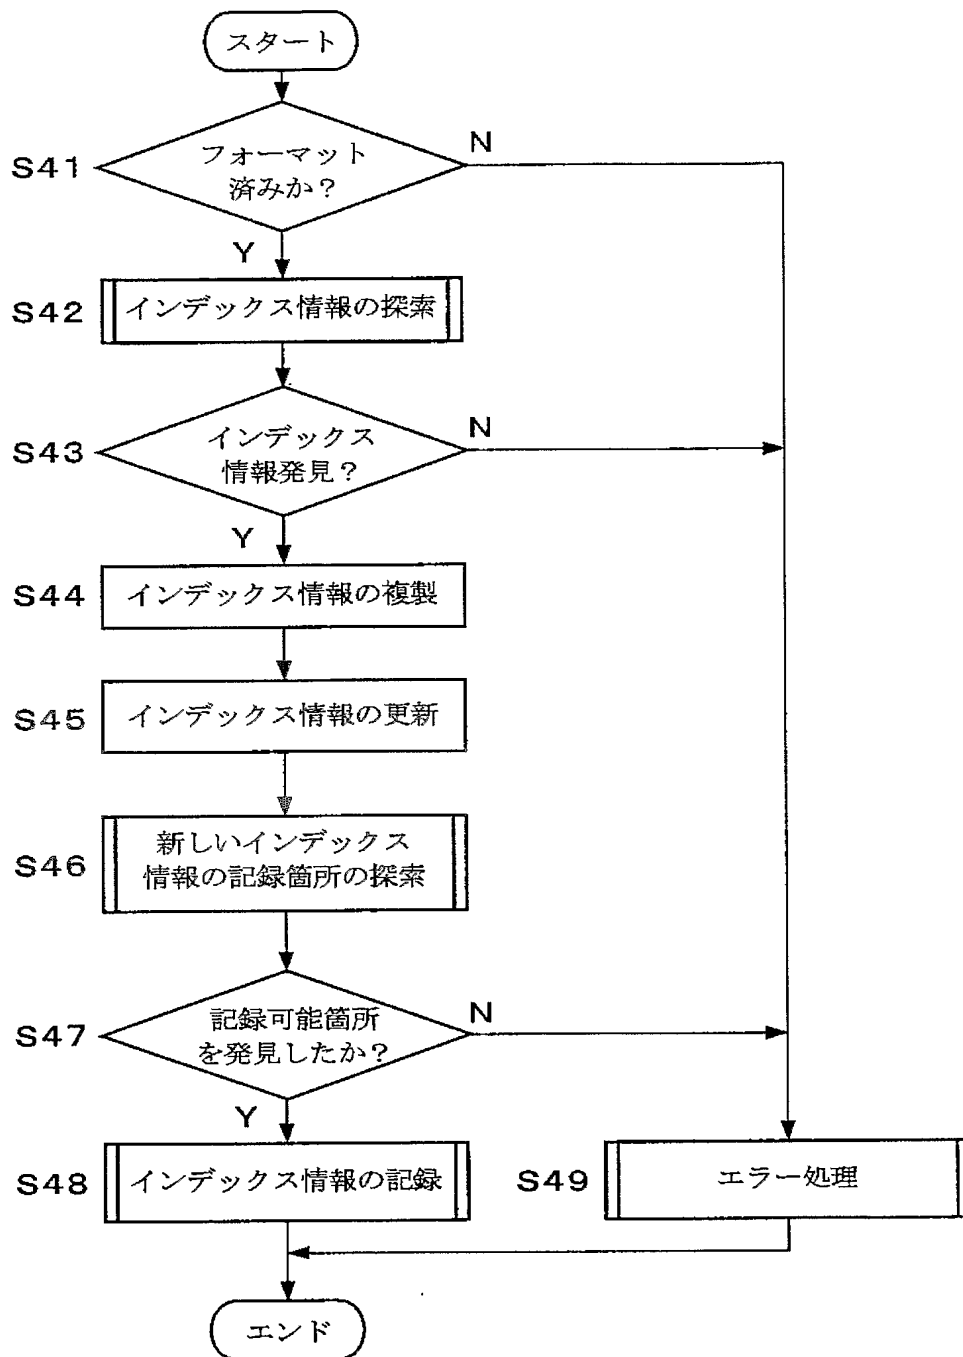 スタート
S41
フォーマット
済みか？
N
Y
S42
インデックス情報の探索
S43
インデックス
情報発見？
N
Y
S44
インデックス情報の複製
S45
インデックス情報の更新
S46
新しいインデックス
情報の記録箇所の探索
S47
記録可能箇所
を発見したか？
N
Y
S48
インデックス情報の記録
S49
エラー処理
エンド